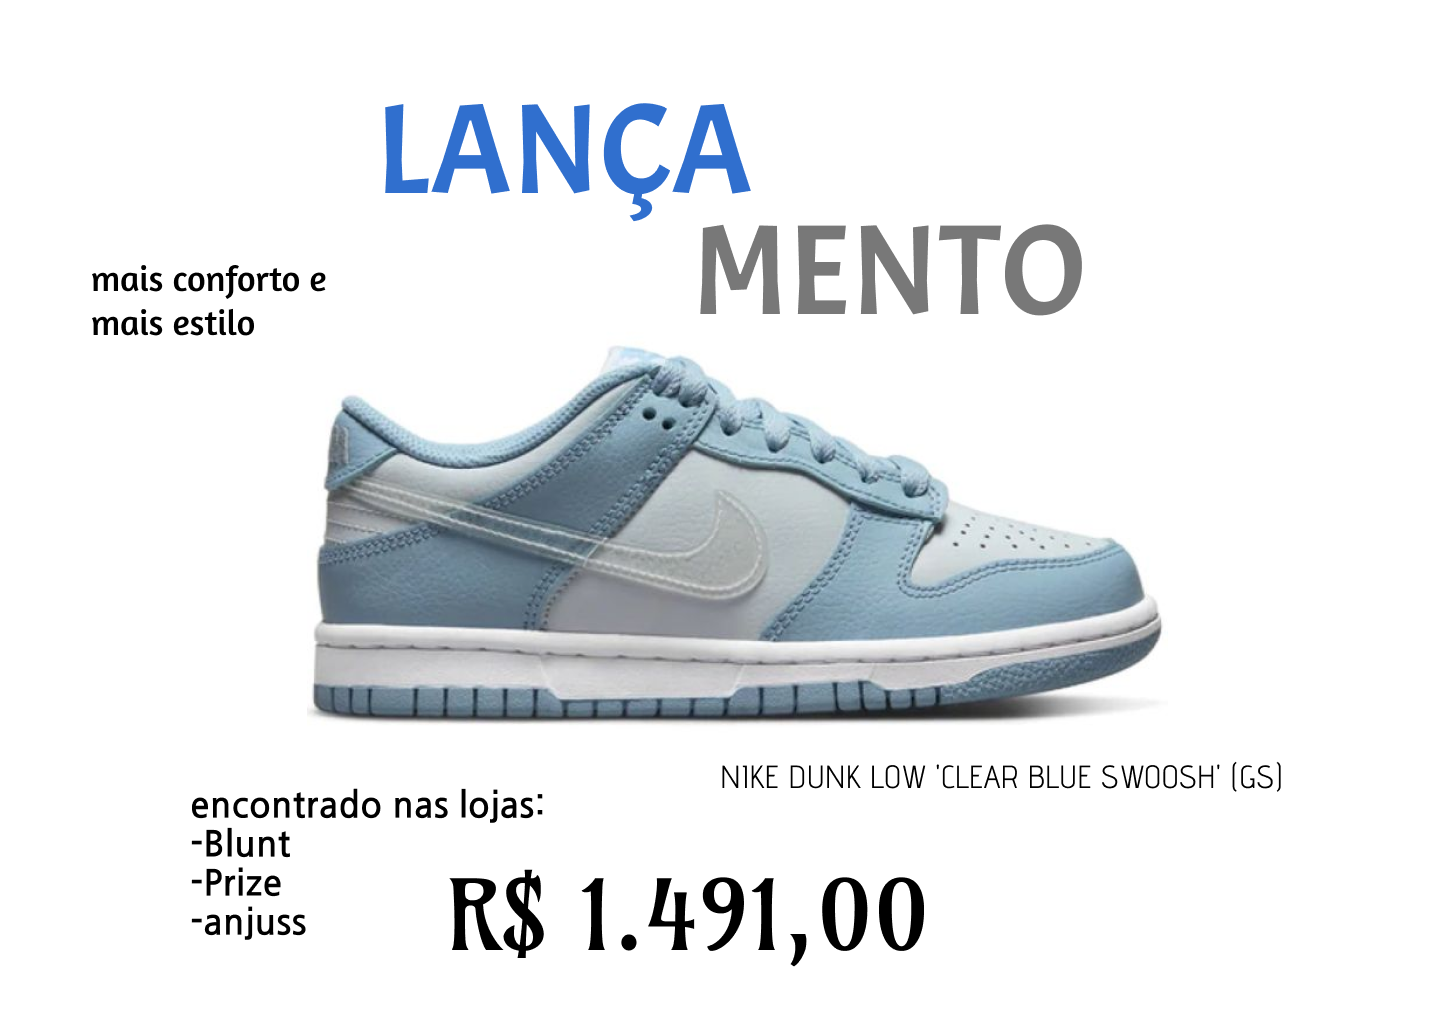 LANÇA
MENTO
mais conforto e
mais estilo
NIKE DUNK LOW 'CLEAR BLUE SWOOSH' (GS)
encontrado nas lojas:
-Blunt
-Prize
-anjuss
R$ 1.491,00